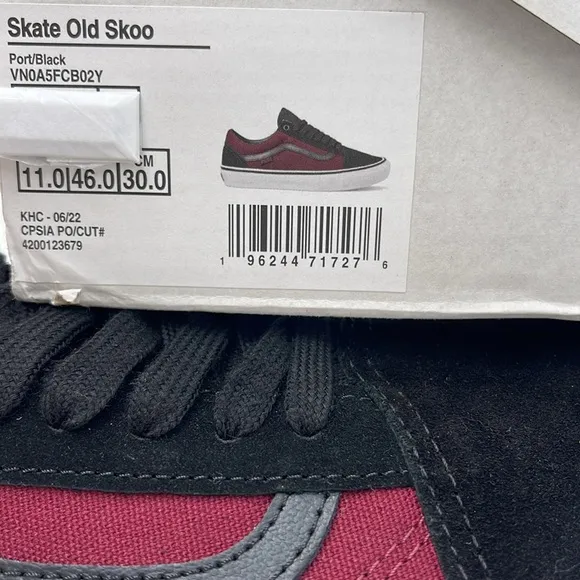 Skate Old Skoo
Port/Black
VN0A5FCB02Y
CM
11.0 46.0 30.0
KHC - 06/22
CPSIA PO/CUT#
4200123679
1 96244 71727 6